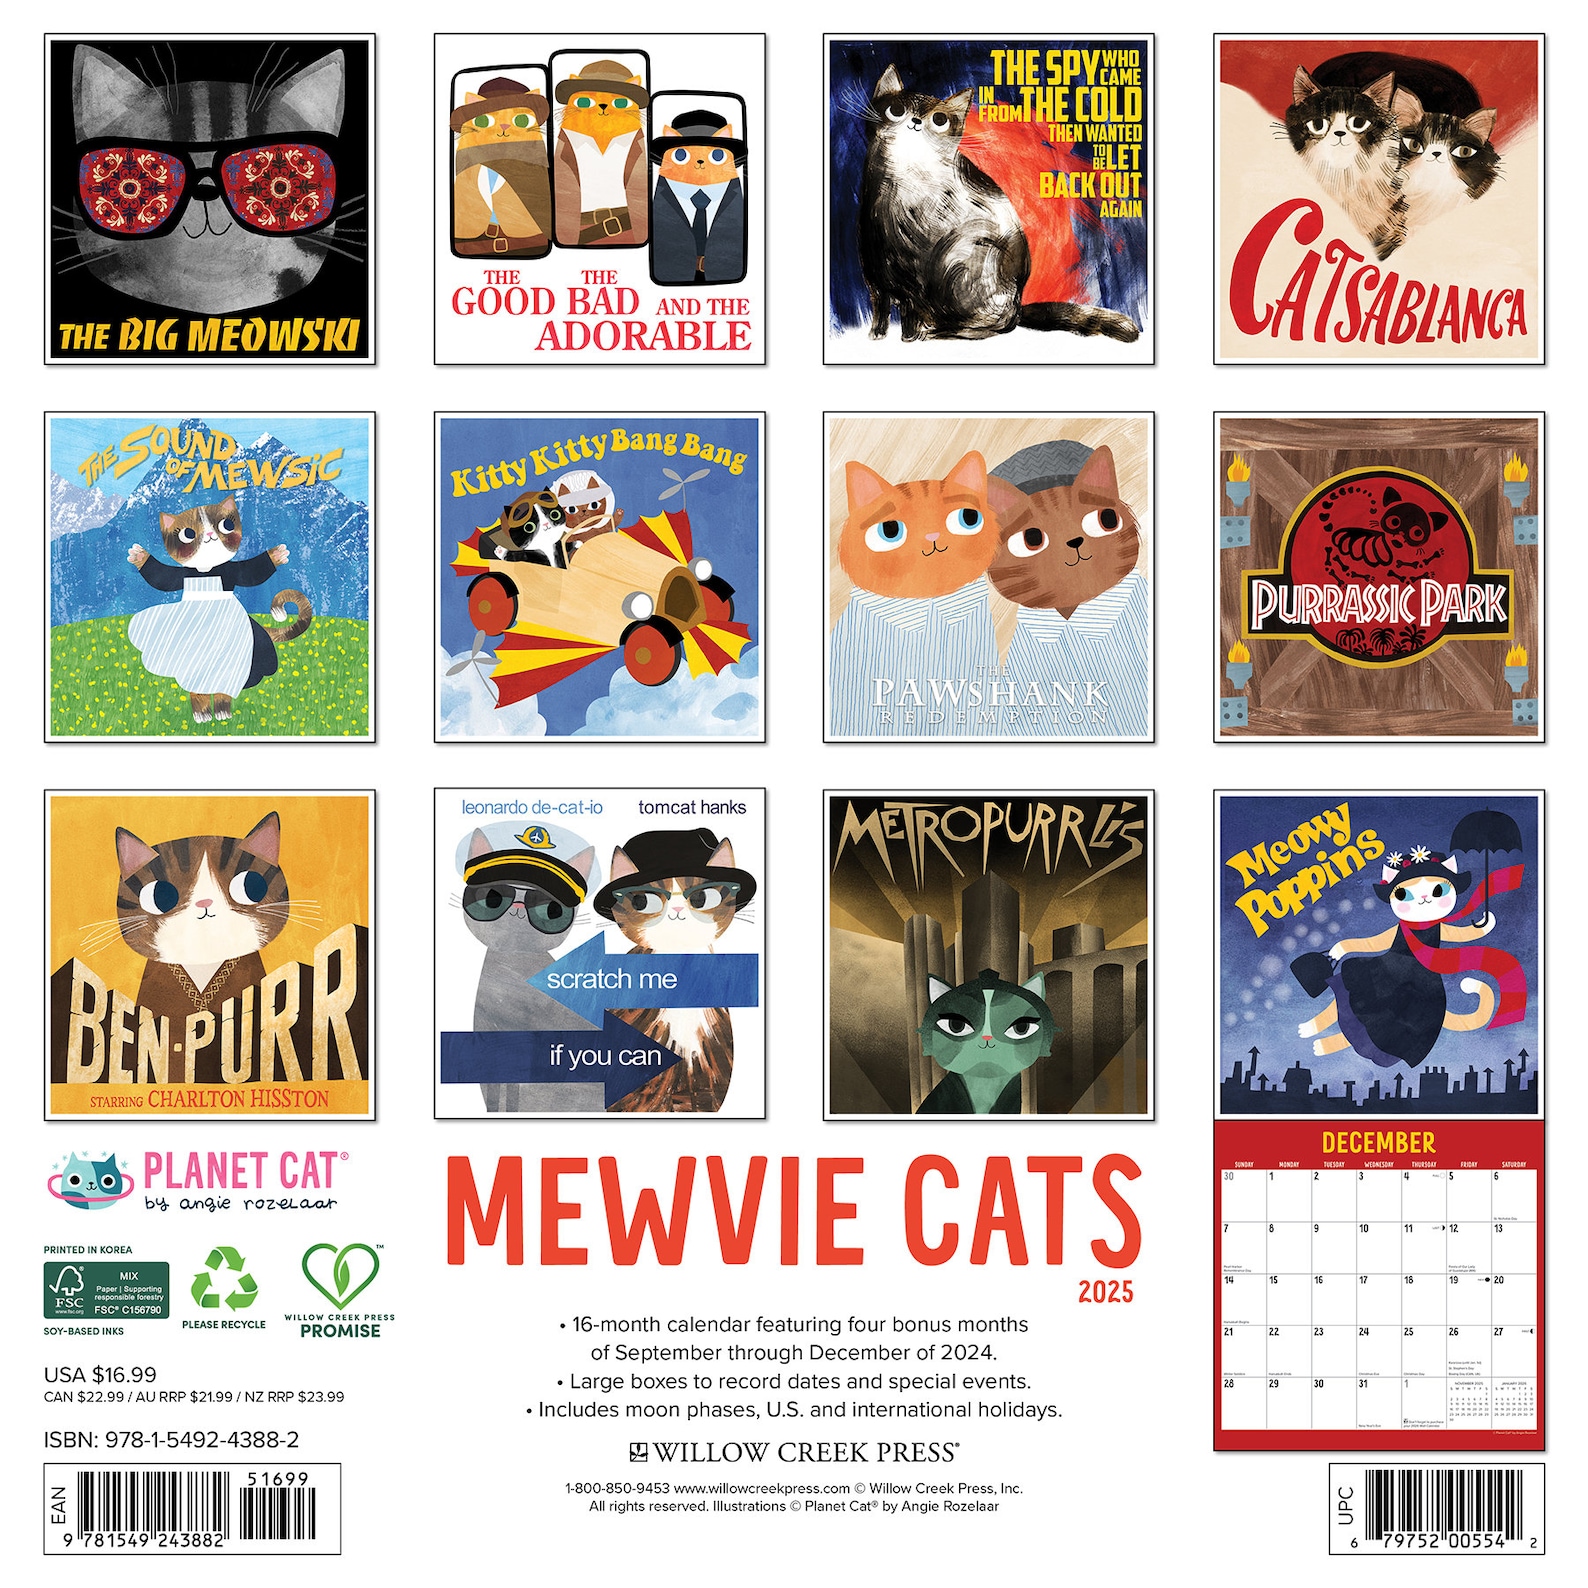 THE BIG MEOWSKI
THE GOOD THE BAD AND THE
ADORABLE
THE SPY WHO CAME
IN FROM THE COLD
THEN WANTED
TO BE LET
BACK OUT
AGAIN
CATSABLANCA
THE SOUND
OF MEWSIC
Kitty Kitty Bang Bang
THE
PAWSHANK
REDEMPTION
PURRASSIC PARK
BEN-PURR
STARRING CHARLTON HISSTON
leonardo de-cat-io tomcat hanks
scratch me
if you can
METROPURRLIS
Meowy
Poppins
PLANET CAT®
by angie rozelaar
PRINTED IN KOREA
FSC®
www.fsc.org
MIX
Paper | Supporting
responsible forestry
FSC® C156790
SOY-BASED INKS
PLEASE RECYCLE
™
WILLOW CREEK PRESS
PROMISE
USA $16.99
CAN $22.99 / AU RRP $21.99 / NZ RRP $23.99
ISBN: 978-1-5492-4388-2
EAN
51699
9 781549 243882
MEWVIE CATS
2025
• 16-month calendar featuring four bonus months
of September through December of 2024.
• Large boxes to record dates and special events.
• Includes moon phases, U.S. and international holidays.
WILLOW CREEK PRESS®
1-800-850-9453 www.willowcreekpress.com © Willow Creek Press, Inc.
All rights reserved. Illustrations © Planet Cat® by Angie Rozelaar
DECEMBER
SUNDAY MONDAY TUESDAY WEDNESDAY THURSDAY FRIDAY SATURDAY
30 1 2 3 4 5 6
7 8 9 10 11 12 13
14 15 16 17 18 19 20
21 22 23 24 25 26 27
28 29 30 31 1
NOVEMBER 2025 JANUARY 2025
UPC
6 79752 00554 2